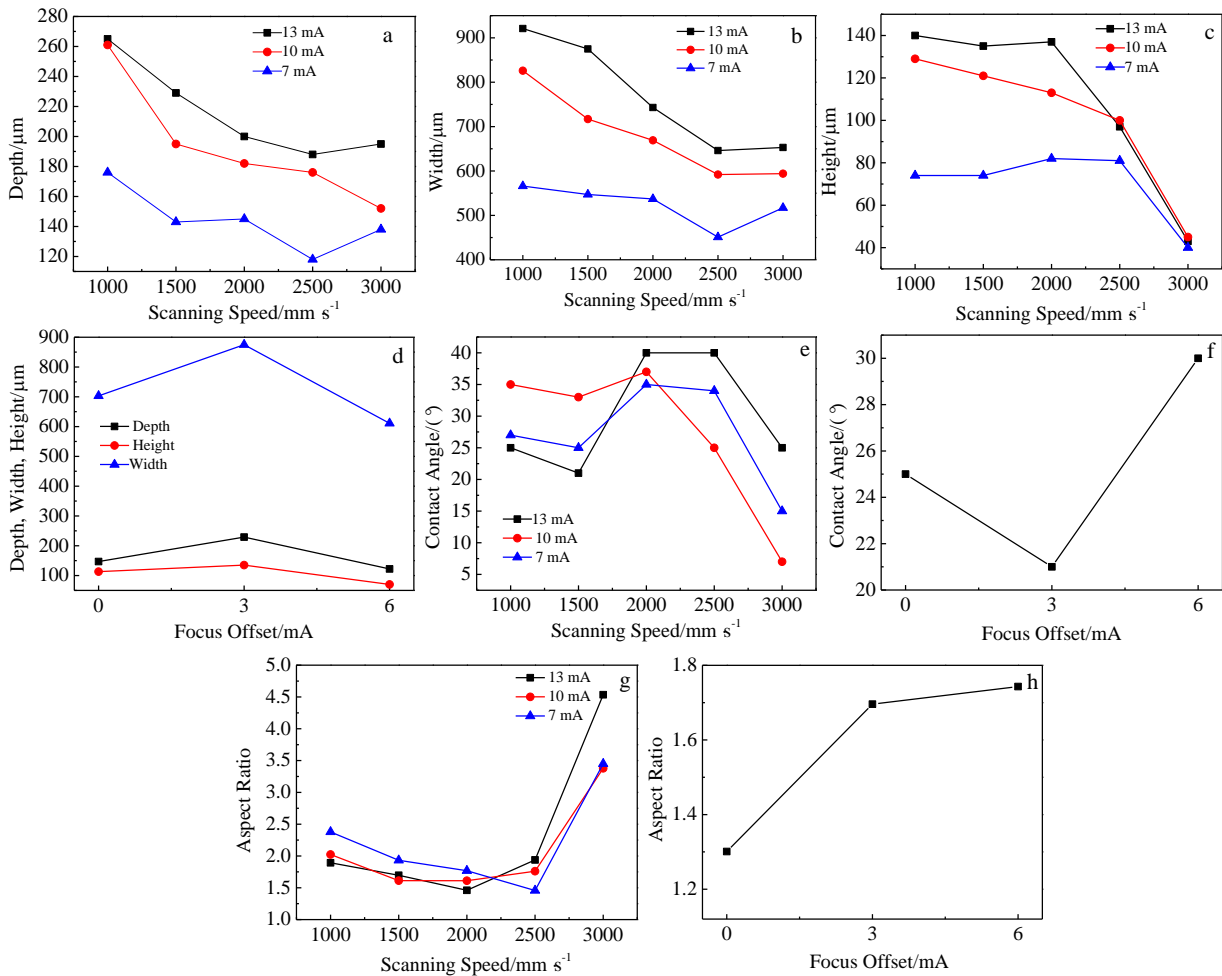 280
260
240
220
200
180
160
140
120
Depth/µm
1000 1500 2000 2500 3000
Scanning Speed/mm s⁻¹
13 mA
10 mA
7 mA
a
900
800
700
600
500
400
Width/µm
1000 1500 2000 2500 3000
Scanning Speed/mm s⁻¹
13 mA
10 mA
7 mA
b
140
120
100
80
60
40
Height/µm
1000 1500 2000 2500 3000
Scanning Speed/mm s⁻¹
13 mA
10 mA
7 mA
c
900
800
700
600
500
400
300
200
100
Depth, Width, Height/µm
0 3 6
Focus Offset/mA
Depth
Height
Width
d
40
35
30
25
20
15
10
5
Contact Angle/(°)
1000 1500 2000 2500 3000
Scanning Speed/mm s⁻¹
13 mA
10 mA
7 mA
e
30
28
26
24
22
20
Contact Angle/(°)
0 3 6
Focus Offset/mA
f
5.0
4.5
4.0
3.5
3.0
2.5
2.0
1.5
1.0
Aspect Ratio
1000 1500 2000 2500 3000
Scanning Speed/mm s⁻¹
13 mA
10 mA
7 mA
g
1.8
1.6
1.4
1.2
Aspect Ratio
0 3 6
Focus Offset/mA
h